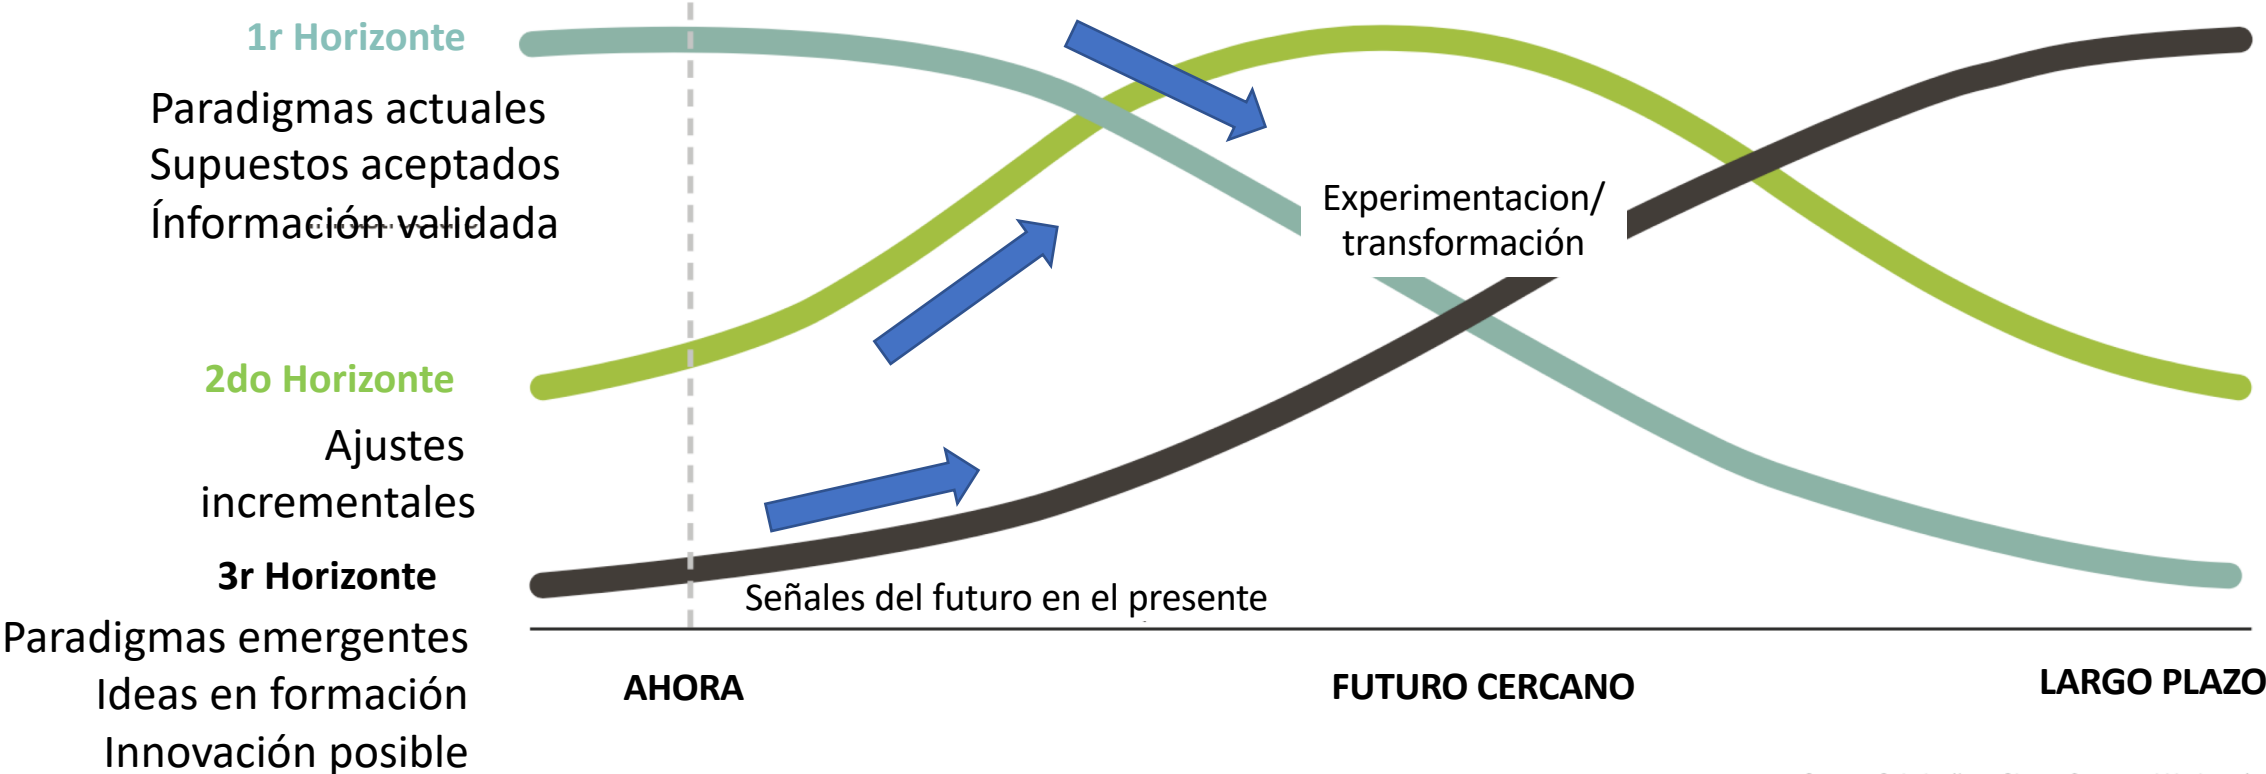 1r Horizonte
Paradigmas actuales
Supuestos aceptados
Ínformación validada
Experimentacion/
transformación
2do Horizonte
Ajustes
incrementales
3r Horizonte
Señales del futuro en el presente
Paradigmas emergentes
Ideas en formación
Innovación posible
AHORA
FUTURO CERCANO
LARGO PLAZO